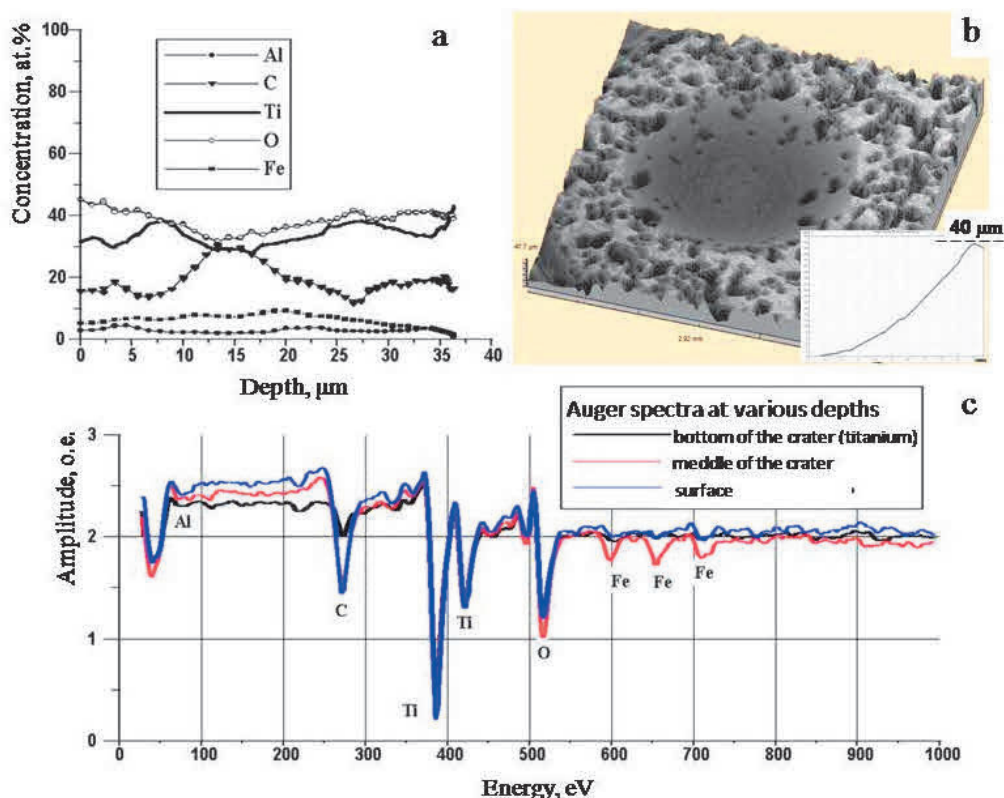 a
Concentration, at.%
100
80
60
40
20
0
Al
C
Ti
O
Fe
0
5
10
15
20
25
30
35
40
Depth, μm
b
40 μm
2.92 mm
c
Auger spectra at various depths
bottom of the crater (titanium)
meddle of the crater
surface
Amplitude, o.e.
3
2
1
0
Al
C
Ti
Ti
O
Fe
Fe
Fe
0
100
200
300
400
500
600
700
800
900
1000
Energy, eV